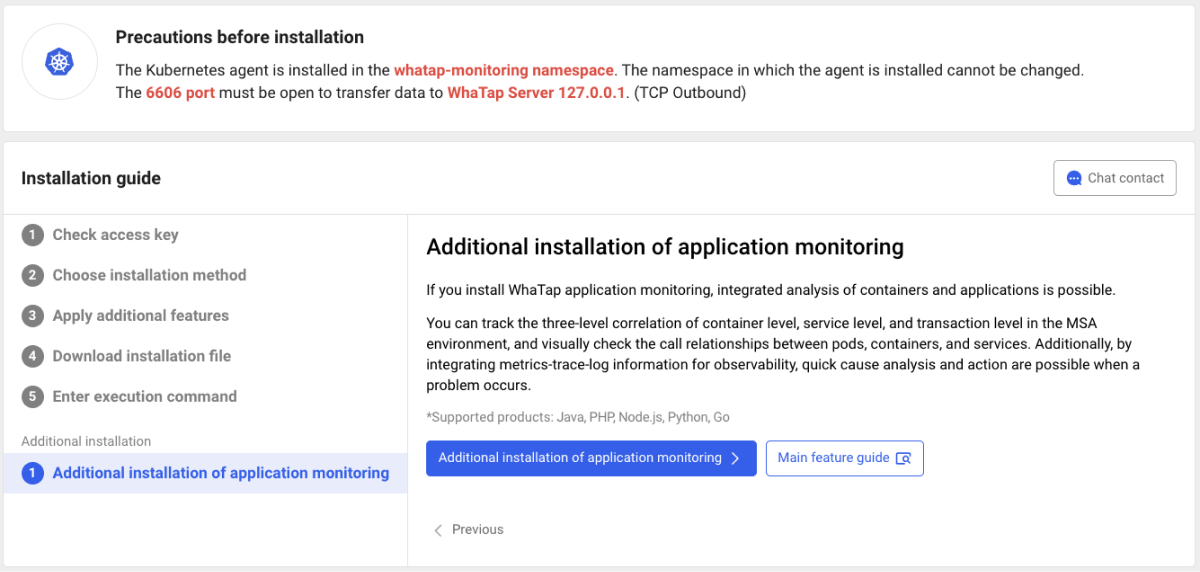 Precautions before installation
The Kubernetes agent is installed in the whatap-monitoring namespace. The namespace in which the agent is installed cannot be changed.
The 6606 port must be open to transfer data to WhaTap Server 127.0.0.1. (TCP Outbound)
Installation guide
Chat contact
1 Check access key
2 Choose installation method
3 Apply additional features
4 Download installation file
5 Enter execution command
Additional installation
1 Additional installation of application monitoring
Additional installation of application monitoring
If you install WhaTap application monitoring, integrated analysis of containers and applications is possible.
You can track the three-level correlation of container level, service level, and transaction level in the MSA
environment, and visually check the call relationships between pods, containers, and services. Additionally, by
integrating metrics-trace-log information for observability, quick cause analysis and action are possible when a
problem occurs.
*Supported products: Java, PHP, Node.js, Python, Go
Additional installation of application monitoring
Main feature guide
Previous